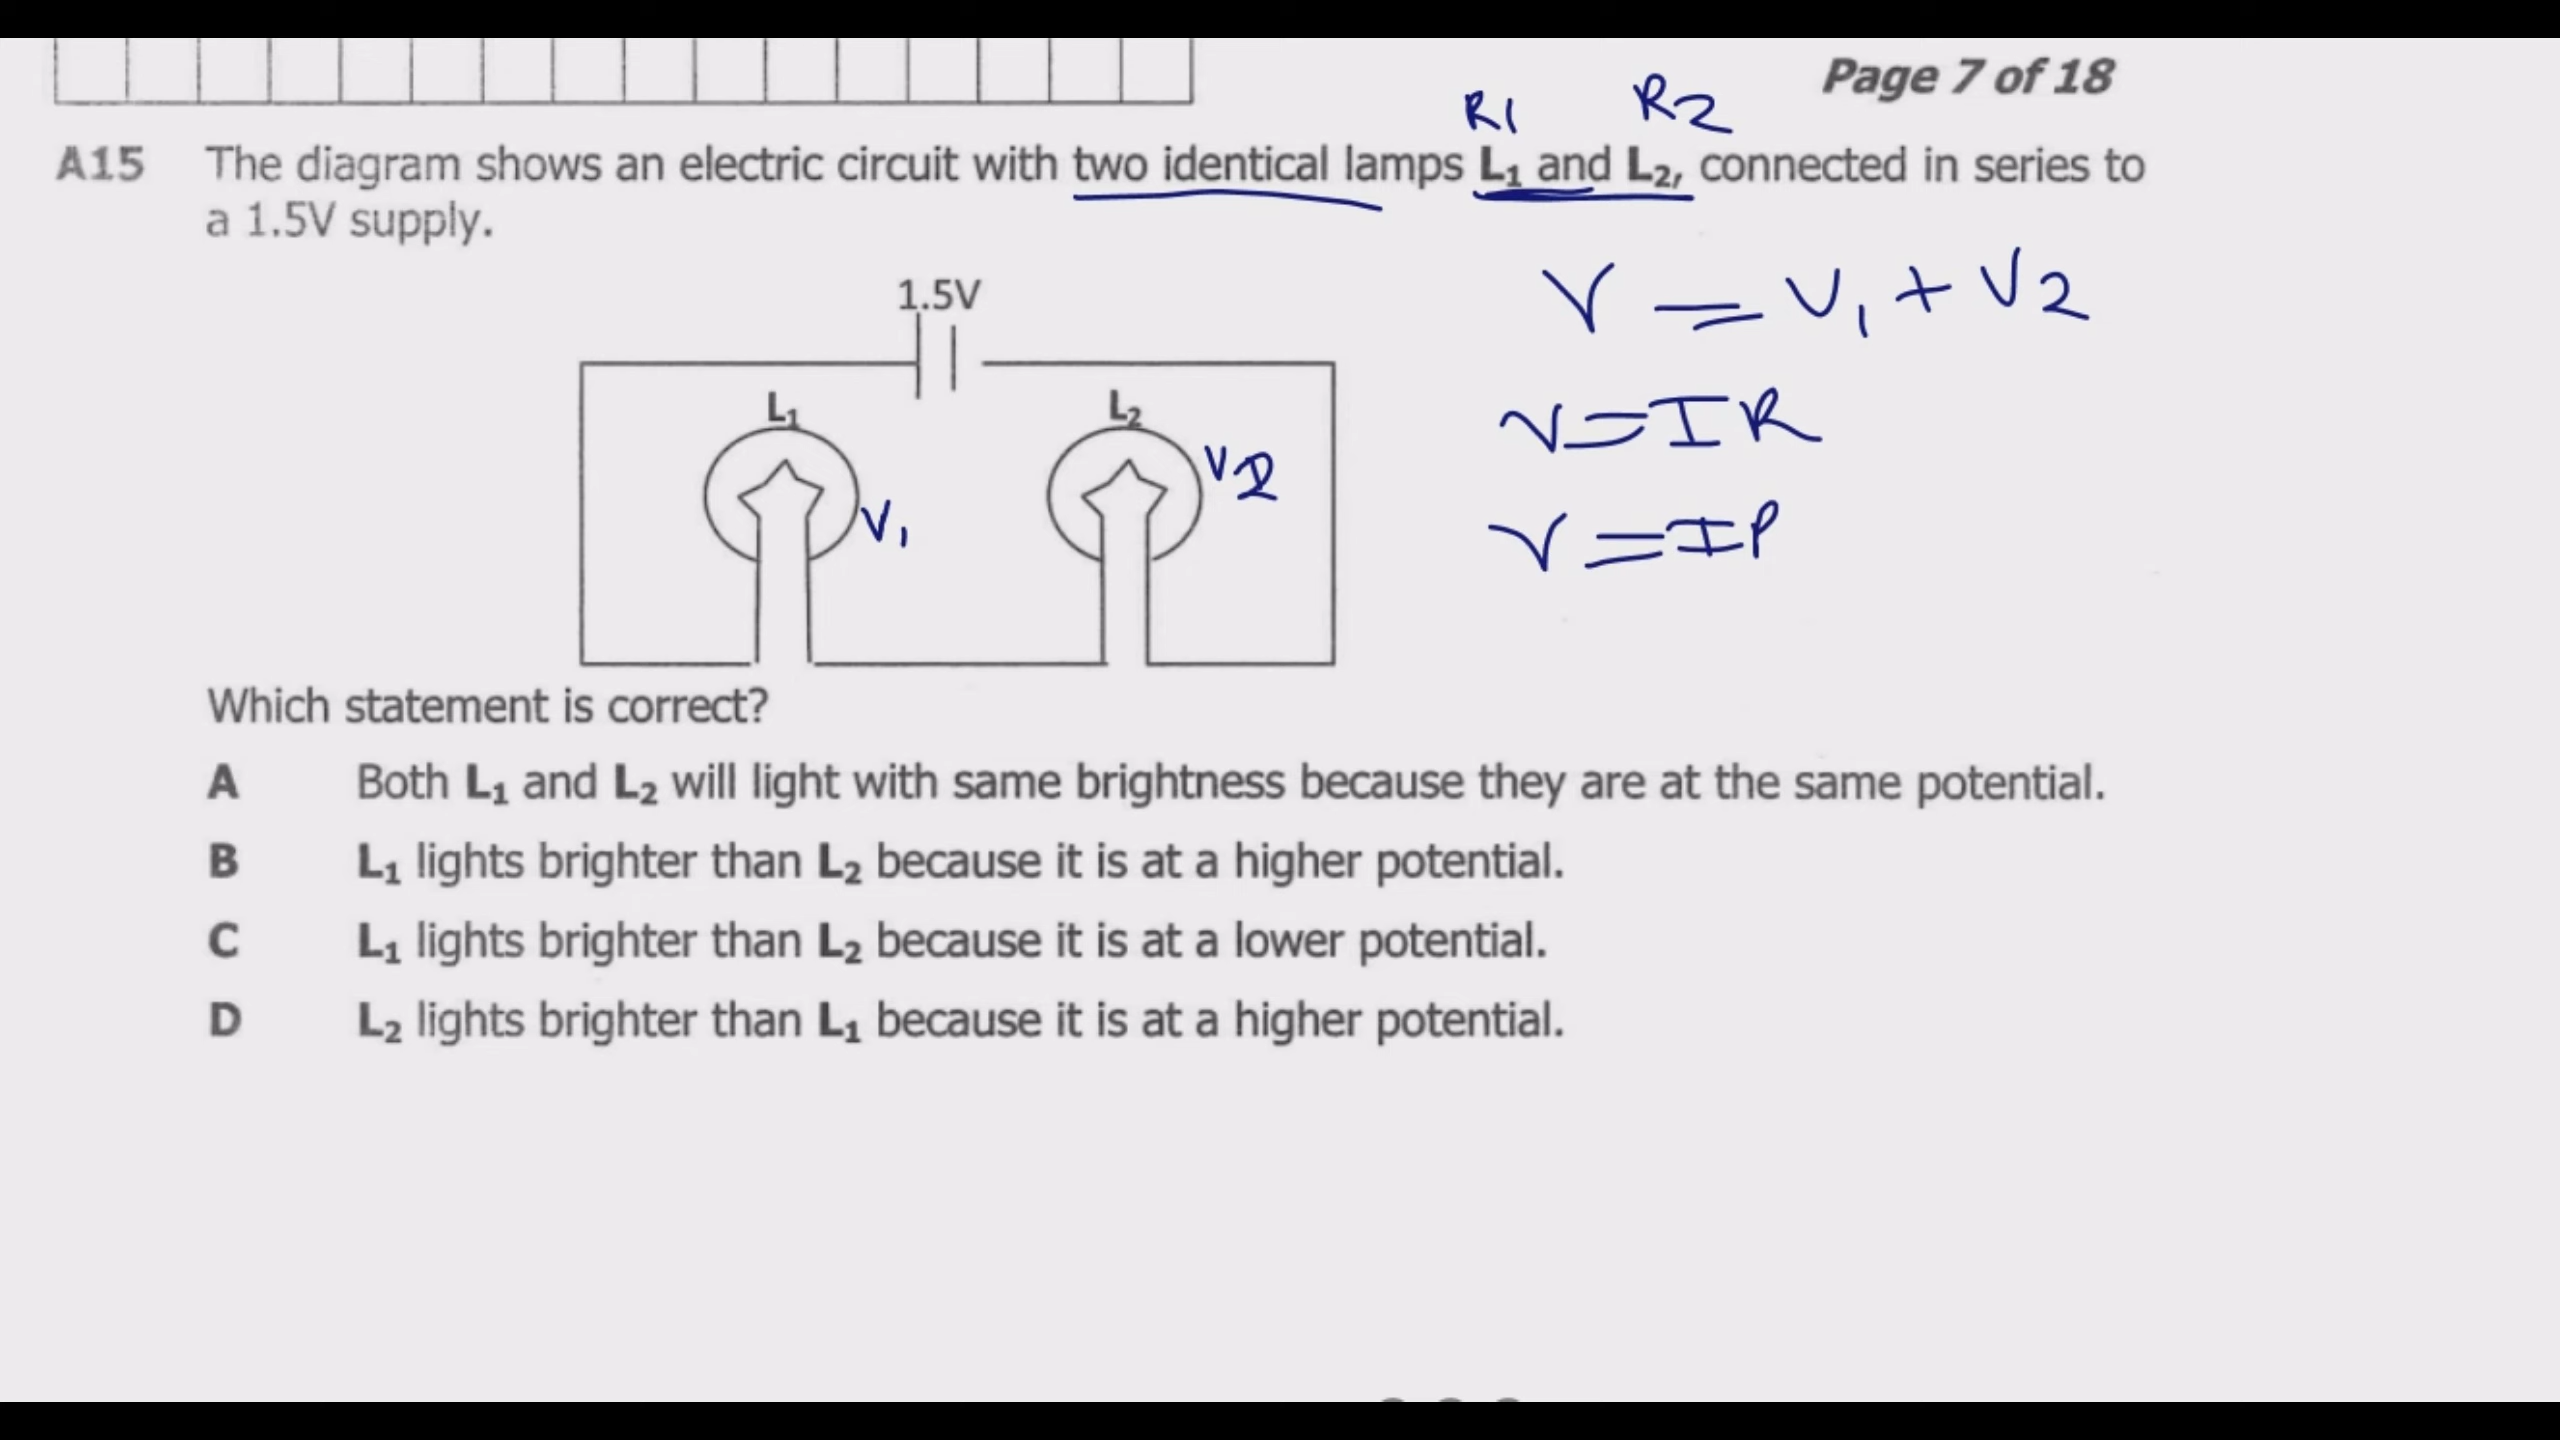 Page 7 of 18
R1 R2
A15 The diagram shows an electric circuit with two identical lamps L₁ and L₂, connected in series to
a 1.5V supply.
V = V₁ + V2
1.5V
V = IR
L₁ L₂
V2
V₁
V = IP
Which statement is correct?
A Both L₁ and L₂ will light with same brightness because they are at the same potential.
B L₁ lights brighter than L₂ because it is at a higher potential.
C L₁ lights brighter than L₂ because it is at a lower potential.
D L₂ lights brighter than L₁ because it is at a higher potential.